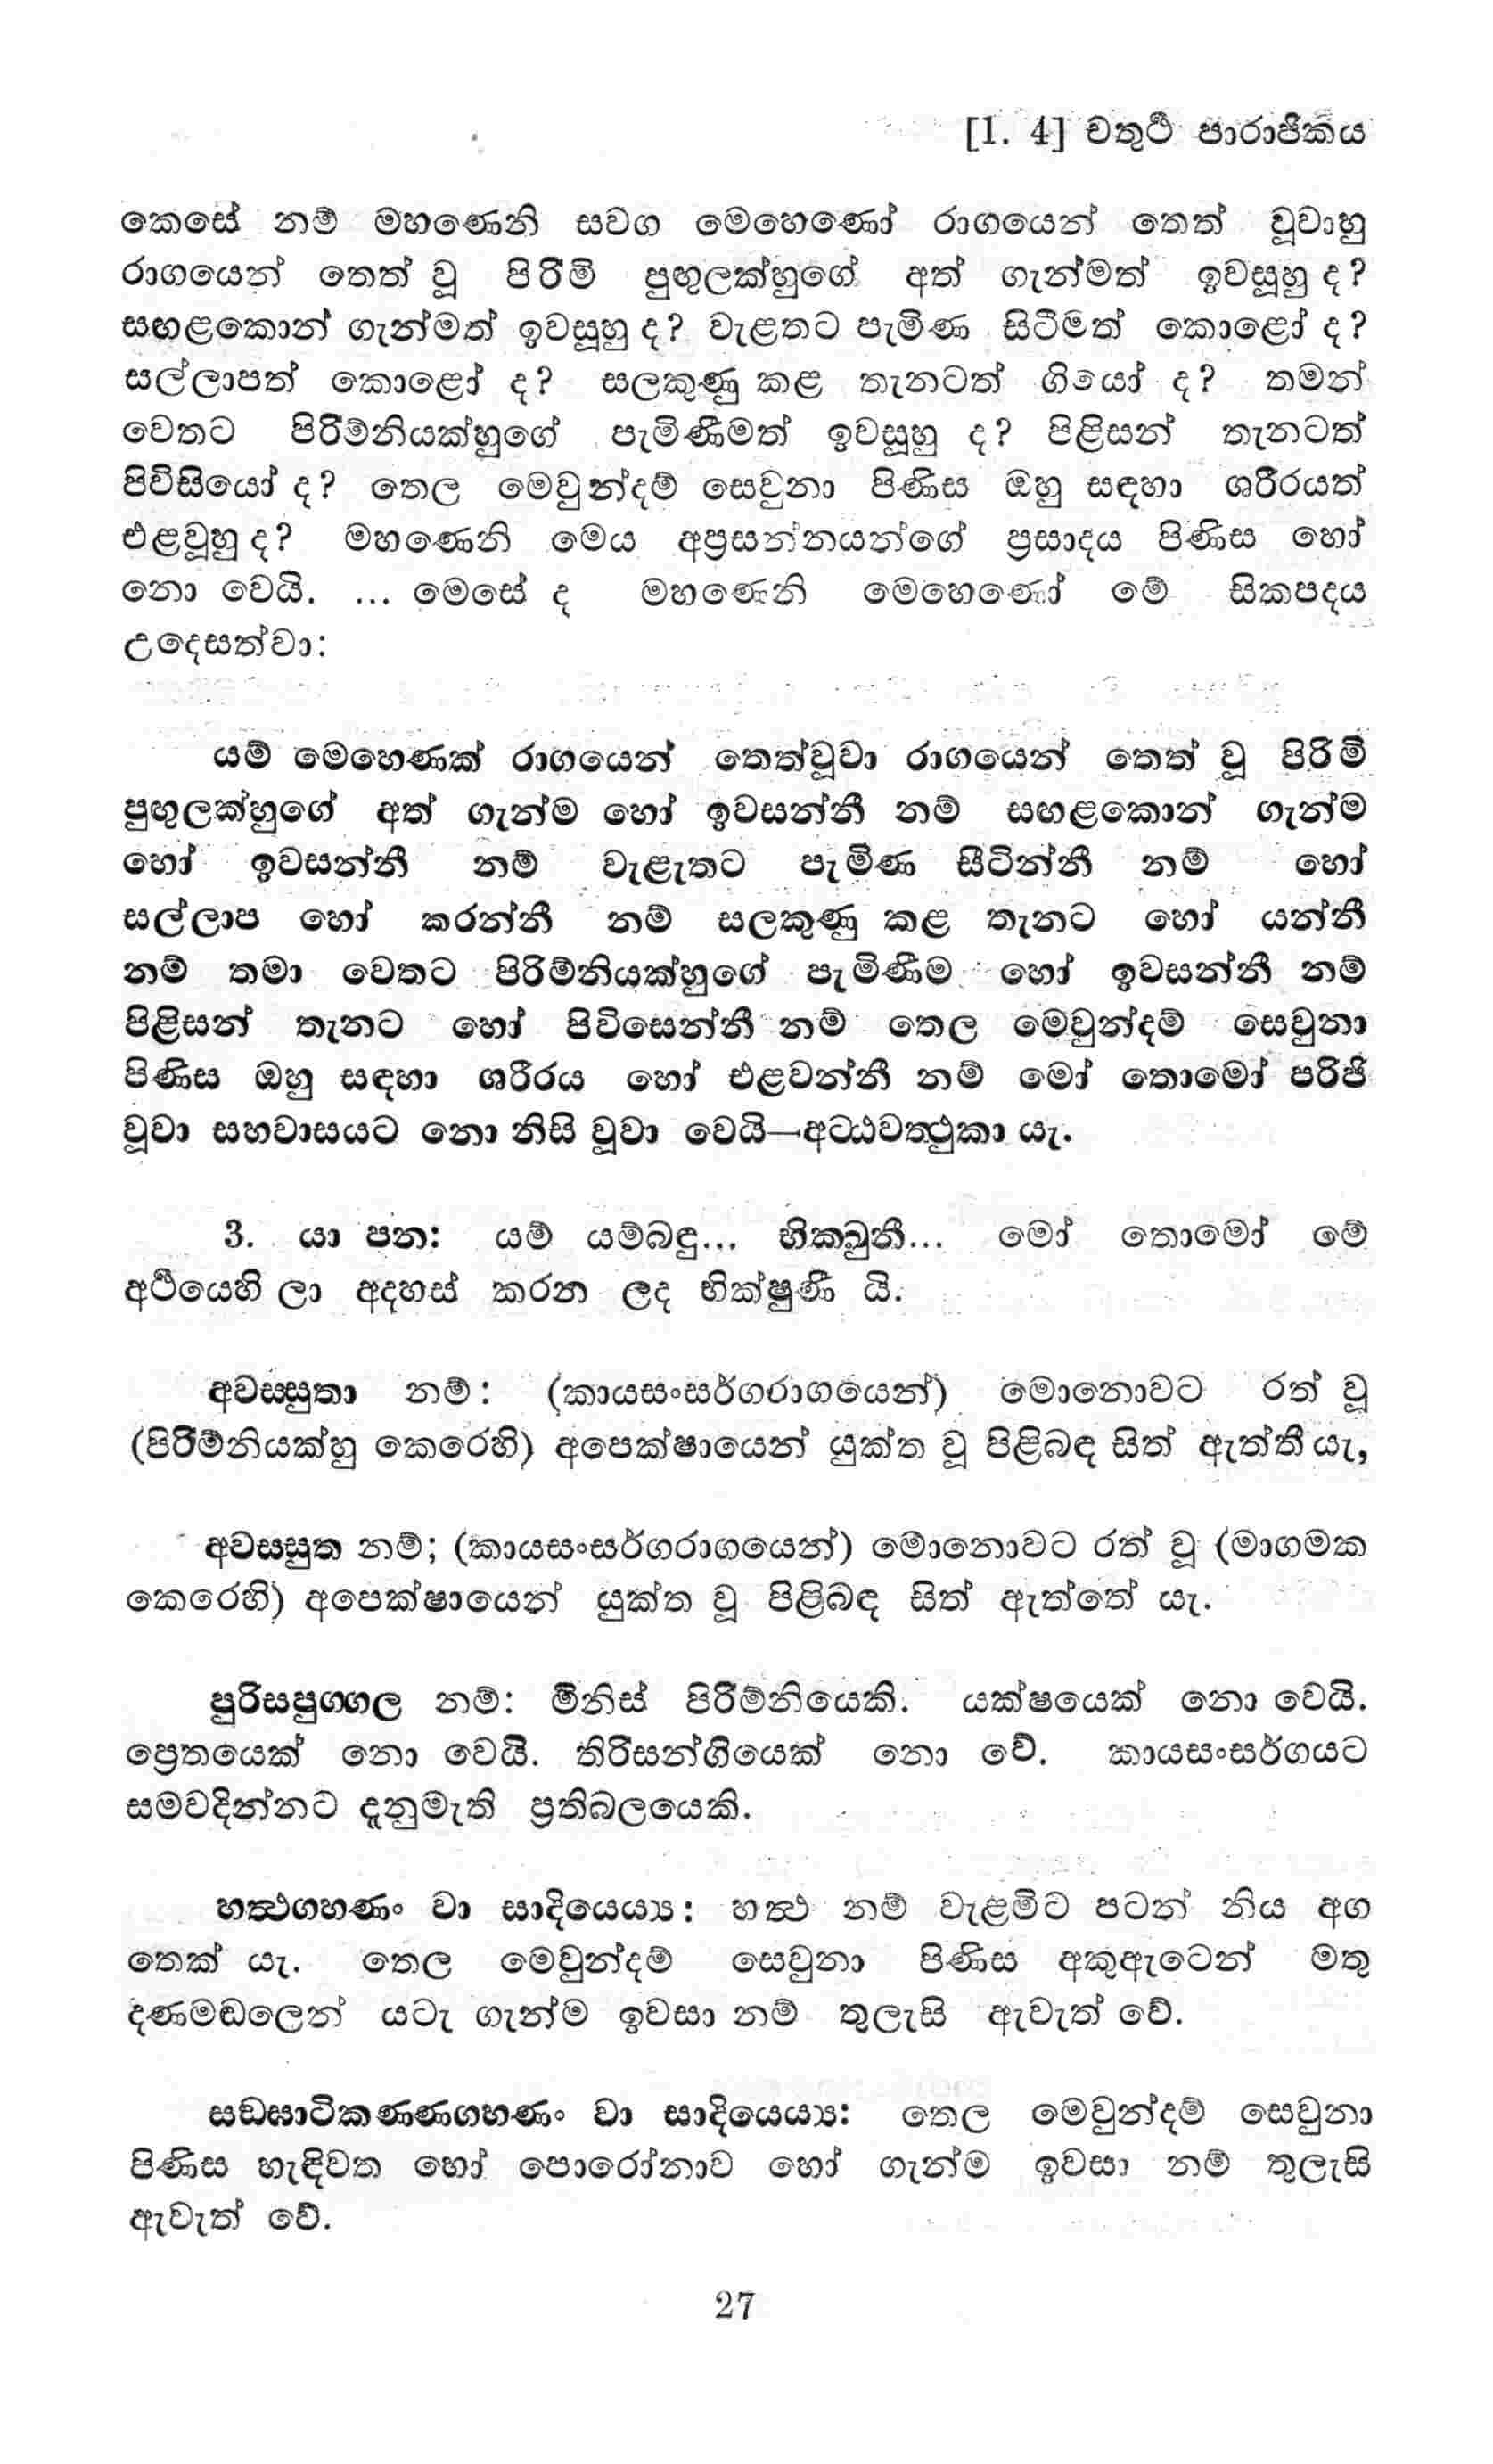 [1. 4] චතුර්‍ථ පාරාජිකය
කෙසේ නම් මහණෙනි සවග මෙහෙණෝ රාගයෙන් තෙත් වූවාහු
රාගයෙන් තෙත් වූ පිරිමි පුඟුලක්හුගේ අත් ගැන්මත් ඉවසූහු ද?
සඟළකොන් ගැන්මත් ඉවසූහු ද? වැළතට පැමිණ සිටීමත් කොළෝ ද?
සල්ලාපත් කොළෝ ද? සලකුණු කළ තැනටත් ගියෝ ද? තමන්
වෙතට පිරිම්නියක්හුගේ පැමිණීමත් ඉවසූහු ද? පිළිසන් තැනටත්
පිවිසියෝ ද? තෙල මෙවුන්දම් සෙවුනා පිණිස ඔහු සඳහා ශරීරයත්
එළවූහු ද? මහණෙනි මෙය අප්‍රසන්නයන්ගේ ප්‍රසාදය පිණිස හෝ
නො වෙයි. ... මෙසේ ද මහණෙනි මෙහෙණෝ මේ සිකපදය
උදෙසත්වා:
යම් මෙහෙණක් රාගයෙන් තෙත්වූවා රාගයෙන් තෙත් වූ පිරිමි
පුඟුලක්හුගේ අත් ගැන්ම හෝ ඉවසන්නී නම් සඟළකොන් ගැන්ම
හෝ ඉවසන්නී නම් වැළැතට පැමිණ සිටින්නී නම් හෝ
සල්ලාප හෝ කරන්නී නම් සලකුණු කළ තැනට හෝ යන්නී
නම් තමා වෙතට පිරිම්නියක්හුගේ පැමිණීම හෝ ඉවසන්නී නම්
පිළිසන් තැනට හෝ පිවිසෙන්නී නම් තෙල මෙවුන්දම් සෙවුනා
පිණිස ඔහු සඳහා ශරීරය හෝ එළවන්නී නම් මෝ තොමෝ පරිජි
වූවා සහවාසයට නො නිසි වූවා වෙයි—අට්‍ඨවත්‍ථුකා යැ.
3. යා පන: යම් යම්බඳු... භික්‍ඛුනී... මෝ තොමෝ මේ
අර්‍ථයෙහි ලා අදහස් කරන ලද භික්ෂුණී යි.
අවස්සුතා නම්: (කායසංසර්ගරාගයෙන්) මොනොවට රත් වූ
(පිරිම්නියක්හු කෙරෙහි) අපෙක්ෂායෙන් යුක්ත වූ පිළිබඳ සිත් ඇත්තී යැ,
අවස්සුත නම්; (කායසංසර්ගරාගයෙන්) මොනොවට රත් වූ (මාගමක
කෙරෙහි) අපෙක්ෂායෙන් යුක්ත වූ පිළිබඳ සිත් ඇත්තේ යැ.
පුරිසපුග්ගල නම්: මිනිස් පිරිම්නියෙකි. යක්ෂයෙක් නො වෙයි.
ප්‍රෙතයෙක් නො වෙයි. තිරිසන්ගියෙක් නො වේ. කායසංසර්ගයට
සමවදින්නට දැනුමැති ප්‍රතිබලයෙකි.
හත්‍ථගහණං වා සාදියෙය්‍ය: හත්‍ථ නම් වැළමිට පටන් නිය අග
තෙක් යැ. තෙල මෙවුන්දම් සෙවුනා පිණිස අකුඇටෙන් මතු
දණමඬලෙන් යටැ ගැන්ම ඉවසා නම් තුලැසි ඇවැත් වේ.
සඞ්ඝාටිකණ්ණගහණං වා සාදියෙය්‍ය: තෙල මෙවුන්දම් සෙවුනා
පිණිස හැඳිවත හෝ පොරෝනාව හෝ ගැන්ම ඉවසා නම් තුලැසි
ඇවැත් වේ.
27